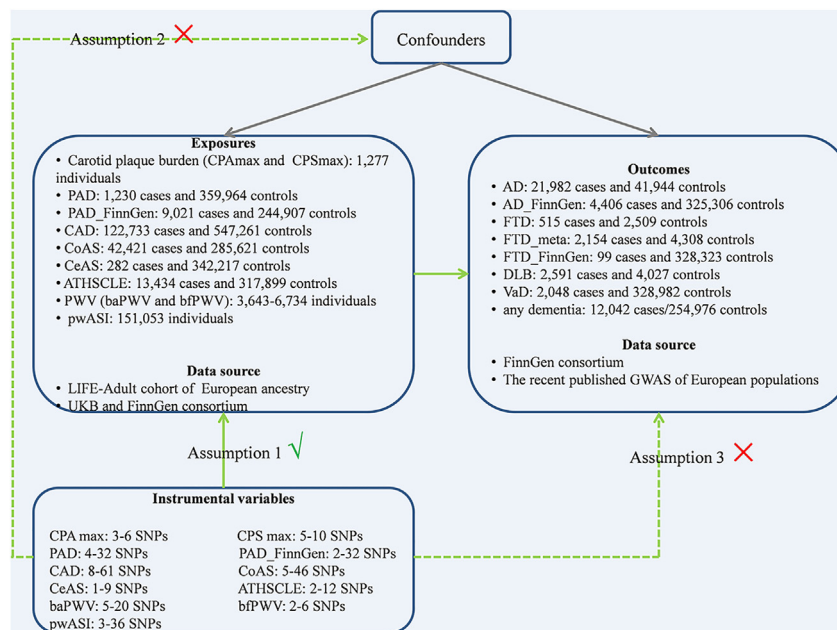 Assumption 2
Confounders
Exposures
• Carotid plaque burden (CPAmax and CPSmax): 1,277
individuals
• PAD: 1,230 cases and 359,964 controls
• PAD_FinnGen: 9,021 cases and 244,907 controls
• CAD: 122,733 cases and 547,261 controls
• CoAS: 42,421 cases and 285,621 controls
• CeAS: 282 cases and 342,217 controls
• ATHSCLE: 13,434 cases and 317,899 controls
• PWV (baPWV and bfPWV): 3,643-6,734 individuals
• pwASI: 151,053 individuals
Data source
• LIFE-Adult cohort of European ancestry
• UKB and FinnGen consortium
Outcomes
• AD: 21,982 cases and 41,944 controls
• AD_FinnGen: 4,406 cases and 325,306 controls
• FTD: 515 cases and 2,509 controls
• FTD_meta: 2,154 cases and 4,308 controls
• FTD_FinnGen: 99 cases and 328,323 controls
• DLB: 2,591 cases and 4,027 controls
• VaD: 2,048 cases and 328,982 controls
• any dementia: 12,042 cases/254,976 controls
Data source
• FinnGen consortium
• The recent published GWAS of European populations
Assumption 1 √
Assumption 3
Instrumental variables
CPA max: 3-6 SNPs
CPS max: 5-10 SNPs
PAD: 4-32 SNPs
PAD_FinnGen: 2-32 SNPs
CAD: 8-61 SNPs
CoAS: 5-46 SNPs
CeAS: 1-9 SNPs
ATHSCLE: 2-12 SNPs
baPWV: 5-20 SNPs
bfPWV: 2-6 SNPs
pwASI: 3-36 SNPs